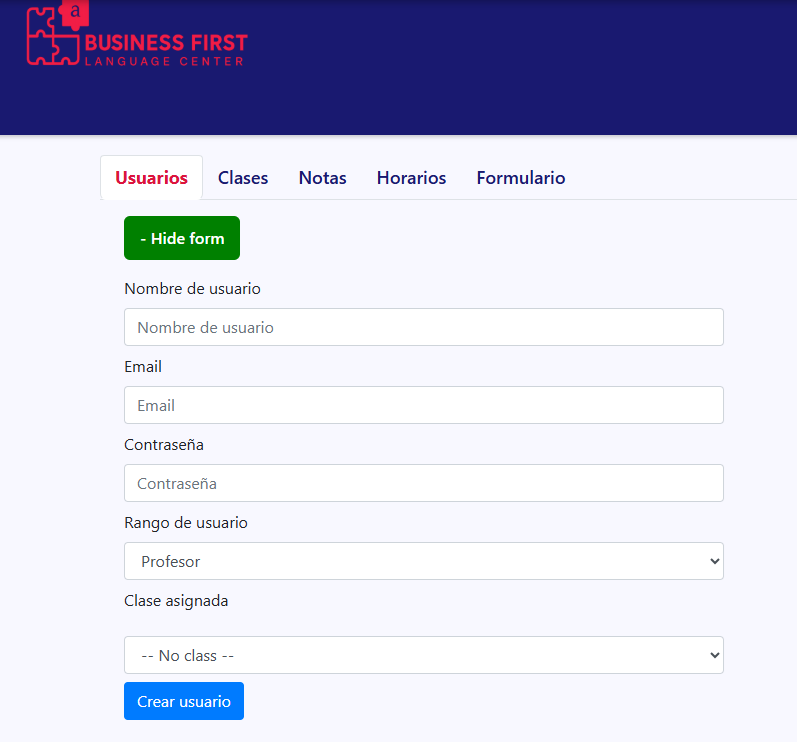 a
BUSINESS FIRST
LANGUAGE CENTER
Usuarios Clases Notas Horarios Formulario
- Hide form
Nombre de usuario
Nombre de usuario
Email
Email
Contraseña
Contraseña
Rango de usuario
Profesor
Clase asignada
-- No class --
Crear usuario